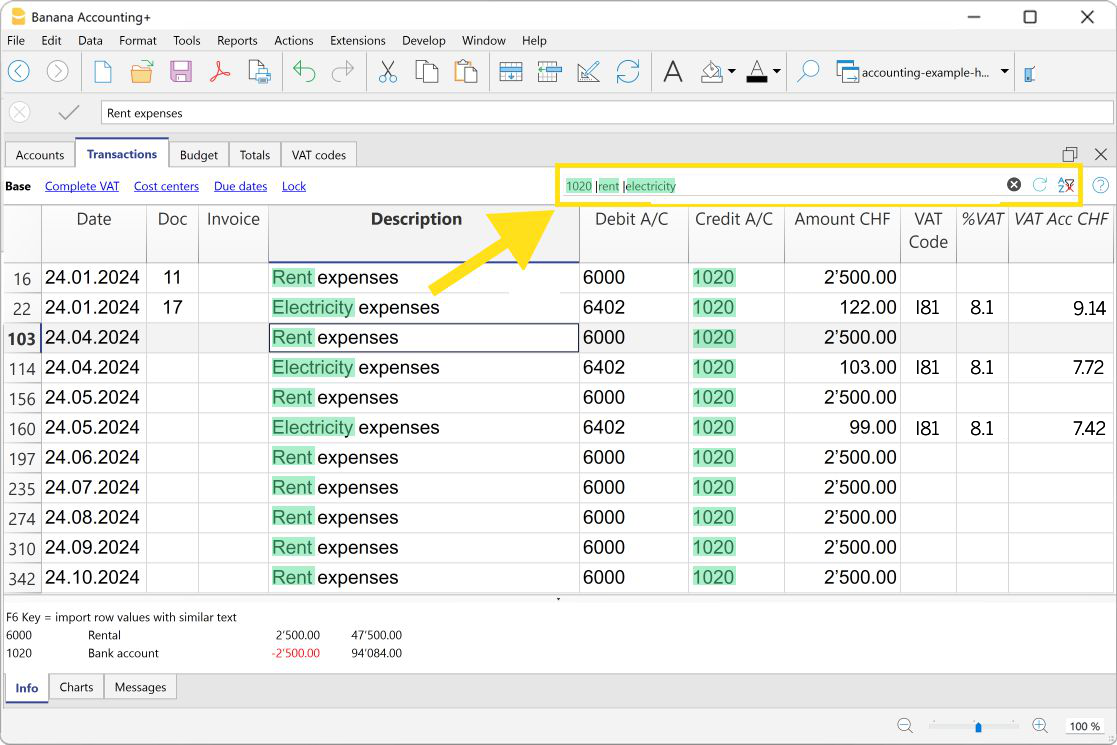 Banana Accounting+
File Edit Data Format Tools Reports Actions Extensions Develop Window Help
accounting-example-h...
Rent expenses
Accounts Transactions Budget Totals VAT codes
Base Complete VAT Cost centers Due dates Lock 1020 |rent |electricity
Date Doc Invoice Description Debit A/C Credit A/C Amount CHF VAT Code %VAT VAT Acc CHF
16 24.01.2024 11 Rent expenses 6000 1020 2’500.00
22 24.01.2024 17 Electricity expenses 6402 1020 122.00 I81 8.1 9.14
103 24.04.2024 Rent expenses 6000 1020 2’500.00
114 24.04.2024 Electricity expenses 6402 1020 103.00 I81 8.1 7.72
156 24.05.2024 Rent expenses 6000 1020 2’500.00
160 24.05.2024 Electricity expenses 6402 1020 99.00 I81 8.1 7.42
197 24.06.2024 Rent expenses 6000 1020 2’500.00
235 24.07.2024 Rent expenses 6000 1020 2’500.00
274 24.08.2024 Rent expenses 6000 1020 2’500.00
310 24.09.2024 Rent expenses 6000 1020 2’500.00
342 24.10.2024 Rent expenses 6000 1020 2’500.00
F6 Key = import row values with similar text
6000 Rental 2’500.00 47’500.00
1020 Bank account -2’500.00 94’084.00
Info Charts Messages
100 %